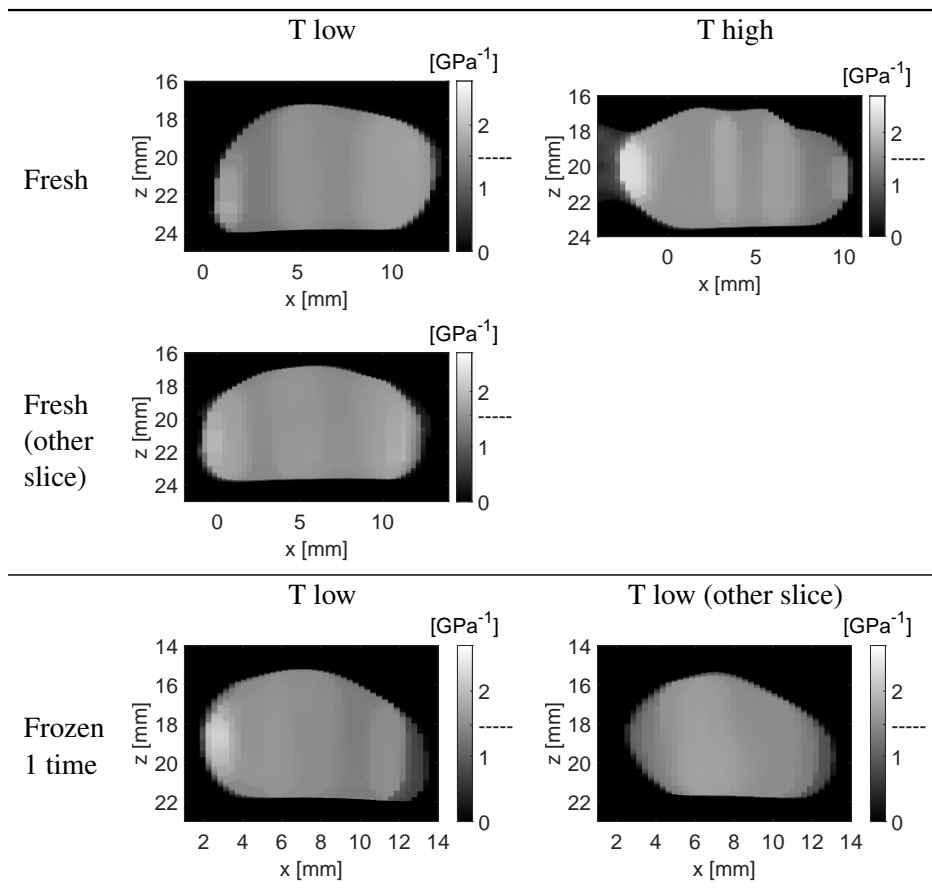 T low
T high
[GPa-1]
16
18
20
22
24
z [mm]
0
5
10
x [mm]
2
1
0
-----
[GPa-1]
16
18
20
22
24
z [mm]
0
5
10
x [mm]
2
1
0
-----
Fresh
[GPa-1]
16
18
20
22
24
z [mm]
0
5
10
x [mm]
2
1
0
-----
Fresh
(other
slice)
T low
T low (other slice)
[GPa-1]
14
16
18
20
22
z [mm]
2 4 6 8 10 12 14
x [mm]
2
1
0
-----
[GPa-1]
14
16
18
20
22
z [mm]
2 4 6 8 10 12 14
x [mm]
2
1
0
-----
Frozen
1 time